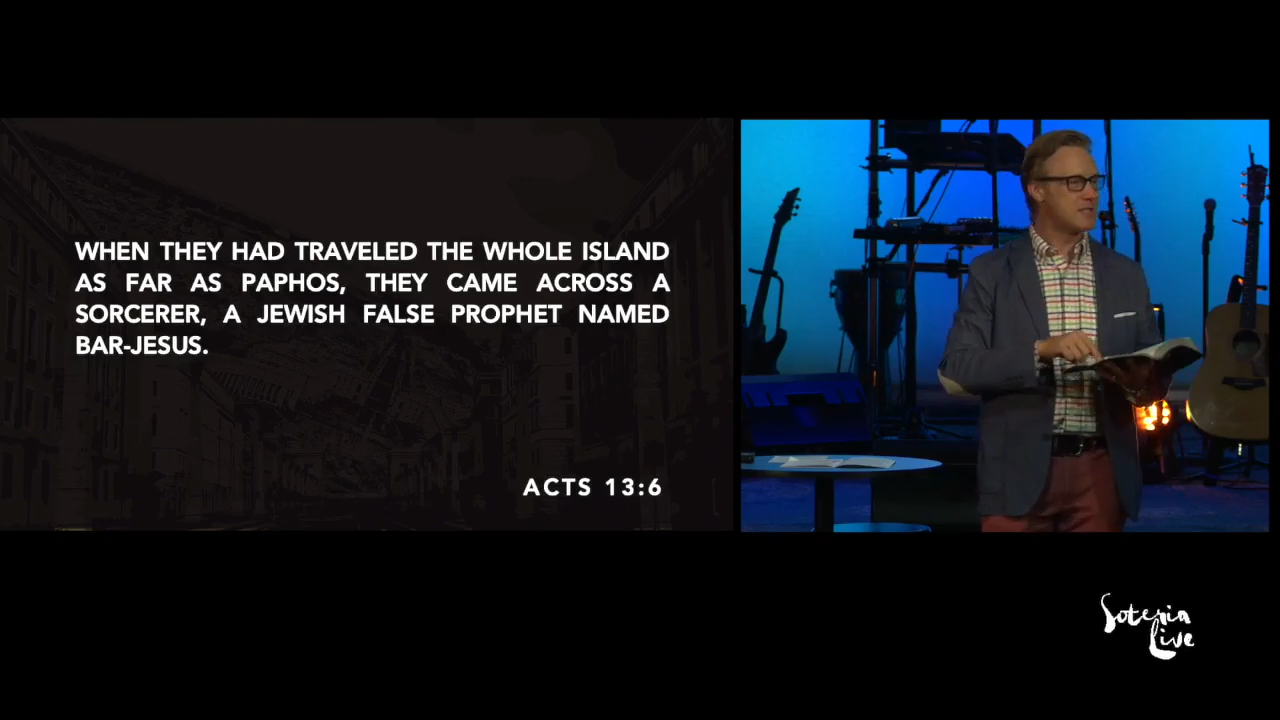 WHEN THEY HAD TRAVELED THE WHOLE ISLAND
AS FAR AS PAPHOS, THEY CAME ACROSS A
SORCERER, A JEWISH FALSE PROPHET NAMED
BAR-JESUS.
ACTS 13:6
Soteria
Live